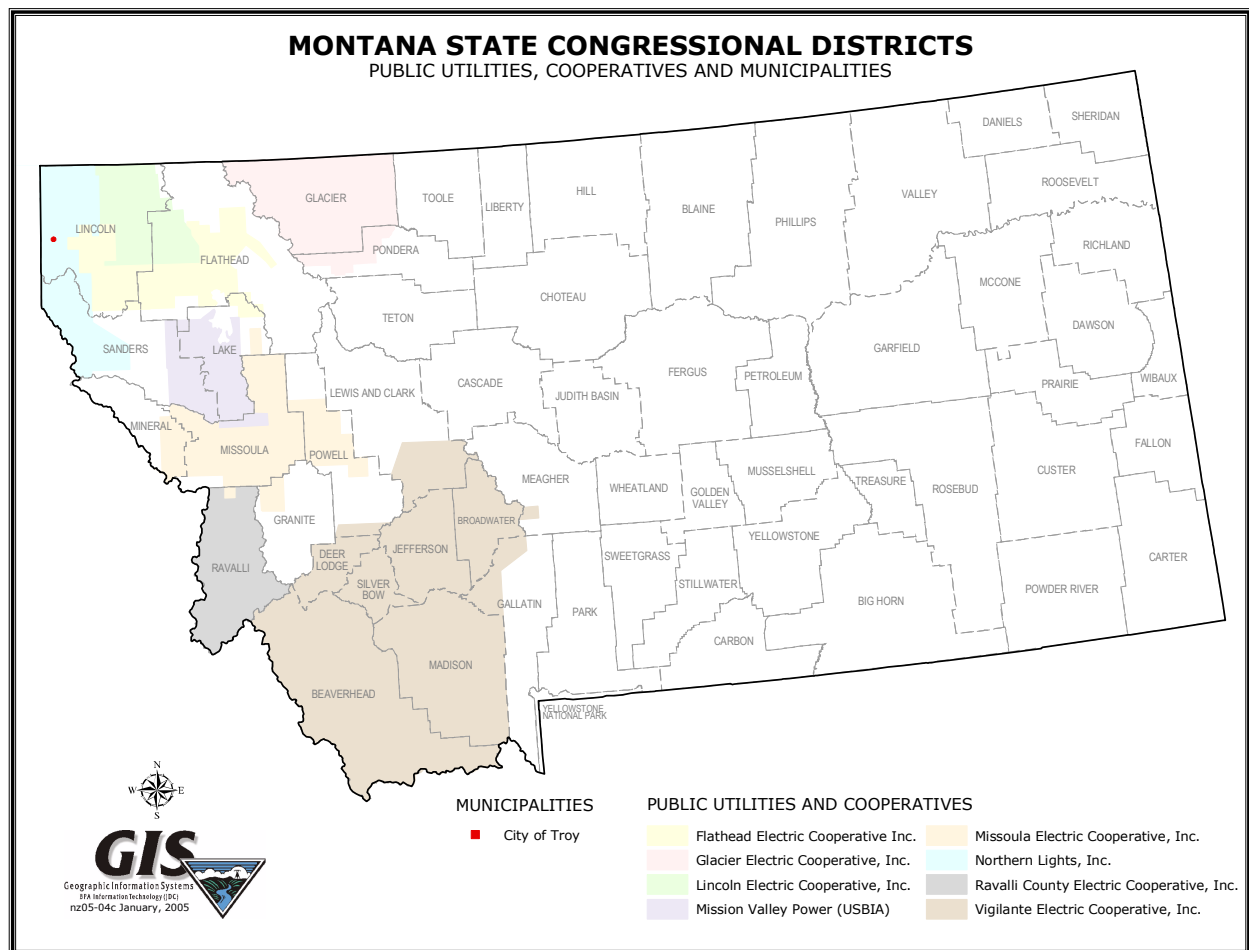 MONTANA STATE CONGRESSIONAL DISTRICTS
PUBLIC UTILITIES, COOPERATIVES AND MUNICIPALITIES
DANIELS
SHERIDAN
GLACIER
TOOLE
LIBERTY
HILL
BLAINE
PHILLIPS
VALLEY
ROOSEVELT
LINCOLN
FLATHEAD
PONDERA
RICHLAND
CHOTEAU
MCCONE
TETON
DAWSON
SANDERS
LAKE
GARFIELD
LEWIS AND CLARK
CASCADE
JUDITH BASIN
FERGUS
PETROLEUM
PRAIRIE
WIBAUX
MINERAL
MISSOULA
POWELL
FALLON
MEAGHER
WHEATLAND
GOLDEN
VALLEY
MUSSELSHELL
TREASURE
ROSEBUD
CUSTER
GRANITE
BROADWATER
JEFFERSON
YELLOWSTONE
DEER
LODGE
SWEETGRASS
CARTER
RAVALLI
SILVER
BOW
STILLWATER
GALLATIN
PARK
BIG HORN
POWDER RIVER
CARBON
MADISON
BEAVERHEAD
YELLOWSTONE
NATIONAL PARK
N
W E
S
GIS
Geographic Information Systems
BPA Information Technology (JDC)
nz05-04c January, 2005
MUNICIPALITIES
City of Troy
PUBLIC UTILITIES AND COOPERATIVES
Flathead Electric Cooperative Inc.
Glacier Electric Cooperative, Inc.
Lincoln Electric Cooperative, Inc.
Mission Valley Power (USBIA)
Missoula Electric Cooperative, Inc.
Northern Lights, Inc.
Ravalli County Electric Cooperative, Inc.
Vigilante Electric Cooperative, Inc.